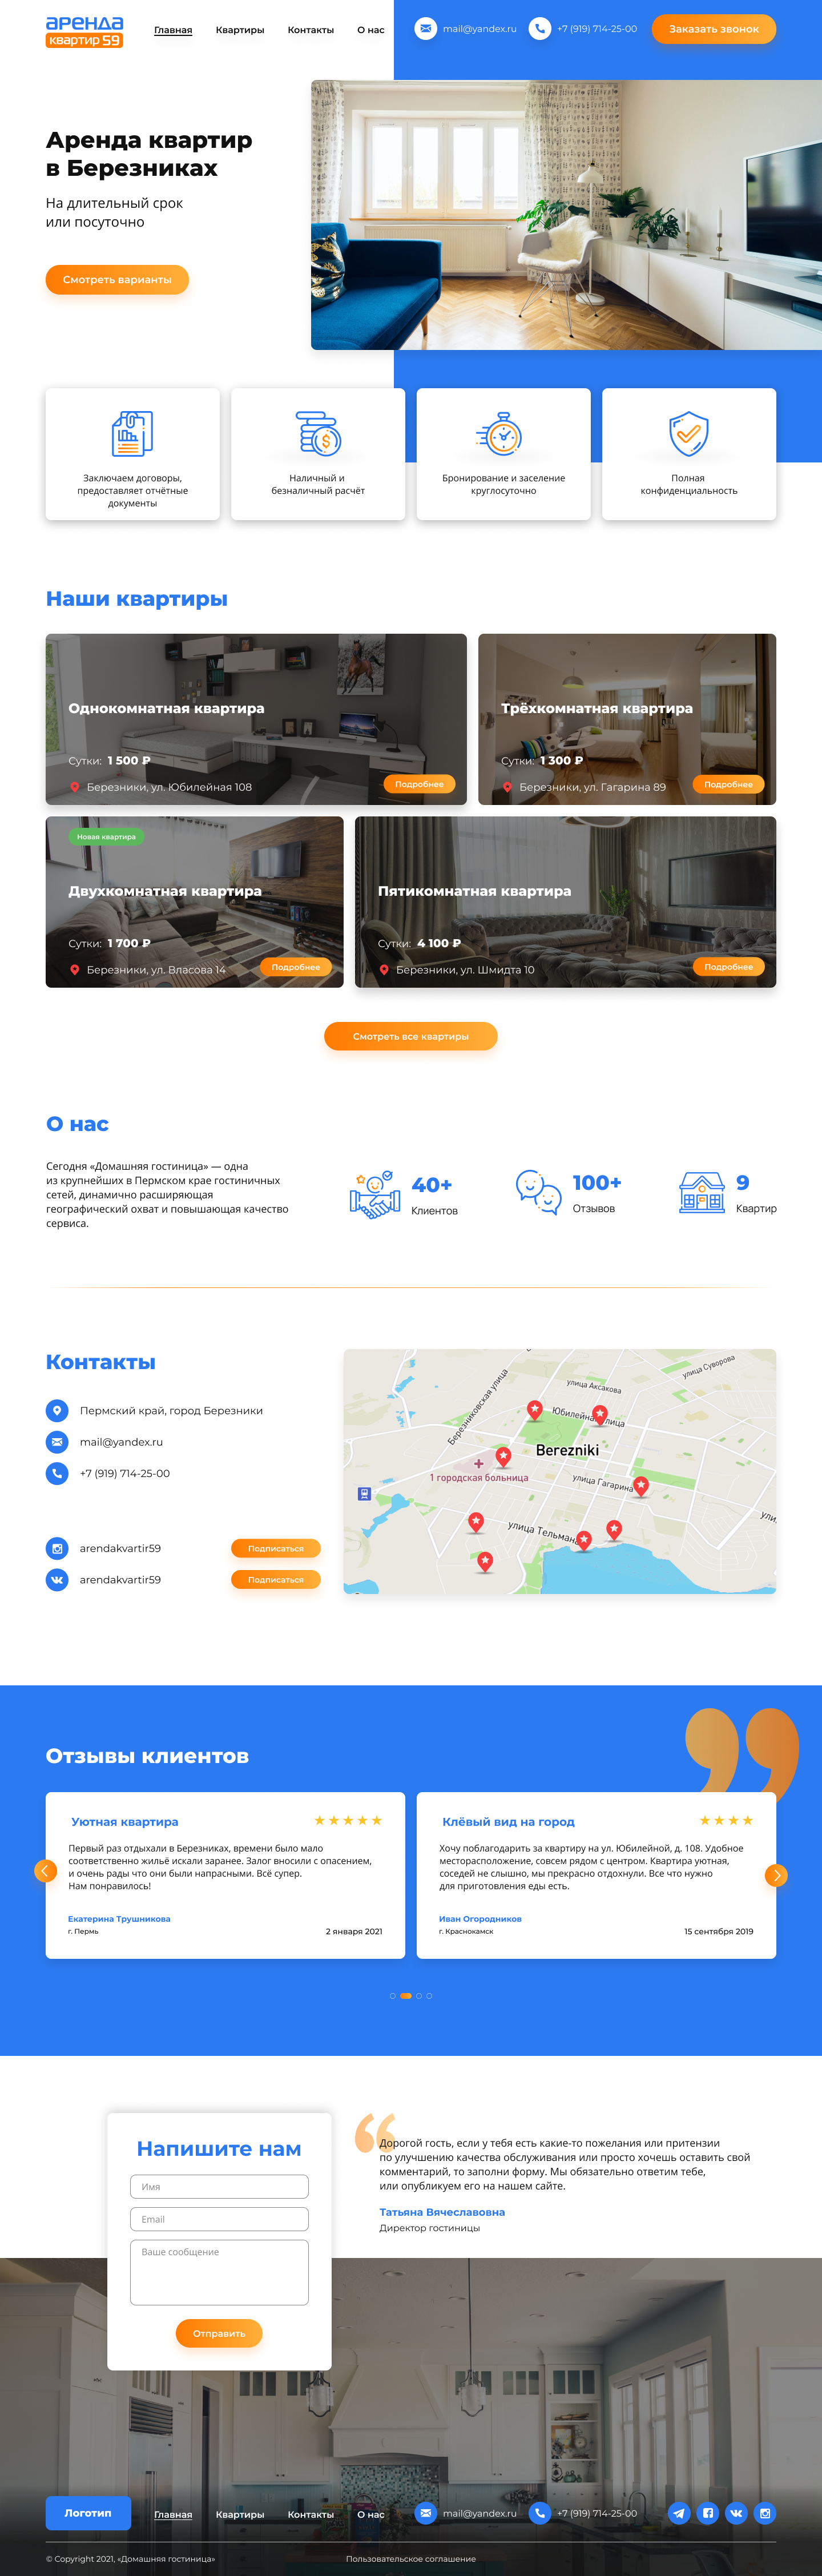 аренда
квартир 59
Главная
Квартиры
Контакты
О нас
mail@yandex.ru
+7 (919) 714-25-00
Заказать звонок
Аренда квартир
в Березниках
На длительный срок
или посуточно
Смотреть варианты
Заключаем договоры,
предоставляет отчётные
документы
Наличный и
безналичный расчёт
Бронирование и заселение
круглосуточно
Полная
конфиденциальность
Наши квартиры
Однокомнатная квартира
Сутки: 1 500 ₽
Березники, ул. Юбилейная 108
Подробнее
Трёхкомнатная квартира
Сутки: 1 300 ₽
Березники, ул. Гагарина 89
Подробнее
Новая квартира
Двухкомнатная квартира
Сутки: 1 700 ₽
Березники, ул. Власова 14
Подробнее
Пятикомнатная квартира
Сутки: 4 100 ₽
Березники, ул. Шмидта 10
Подробнее
Смотреть все квартиры
О нас
Сегодня «Домашняя гостиница» — одна
из крупнейших в Пермском крае гостиничных
сетей, динамично расширяющая
географический охват и повышающая качество
сервиса.
40+
Клиентов
100+
Отзывов
9
Квартир
Контакты
Пермский край, город Березники
mail@yandex.ru
+7 (919) 714-25-00
arendakvartir59
Подписаться
arendakvartir59
Подписаться
улица Суворова
улица Аксакова
Березниковская улица
Юбилейная улица
Berezniki
1 городская больница
улица Гагарина
улица Тельмана
ули
Отзывы клиентов
Уютная квартира
Первый раз отдыхали в Березниках, времени было мало
соответственно жильё искали заранее. Залог вносили с опасением,
и очень рады что они были напрасными. Всё супер.
Нам понравилось!
Екатерина Трушникова
г. Пермь
2 января 2021
Клёвый вид на город
Хочу поблагодарить за квартиру на ул. Юбилейной, д. 108. Удобное
месторасположение, совсем рядом с центром. Квартира уютная,
соседей не слышно, мы прекрасно отдохнули. Все что нужно
для приготовления еды есть.
Иван Огородников
г. Краснокамск
15 сентября 2019
Напишите нам
Имя
Email
Ваше сообщение
Отправить
Дорогой гость, если у тебя есть какие-то пожелания или притензии
по улучшению качества обслуживания или просто хочешь оставить свой
комментарий, то заполни форму. Мы обязательно ответим тебе,
или опубликуем его на нашем сайте.
Татьяна Вячеславовна
Директор гостиницы
Логотип
Главная
Квартиры
Контакты
О нас
mail@yandex.ru
+7 (919) 714-25-00
© Copyright 2021, «Домашняя гостиница»
Пользовательское соглашение